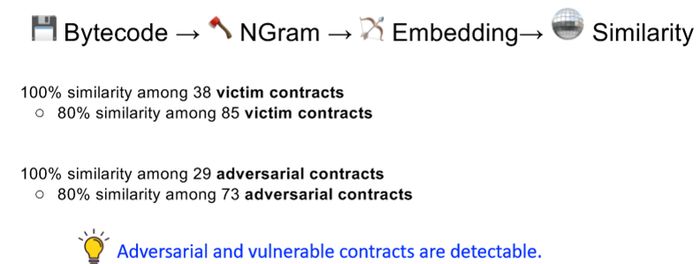 Bytecode → NGram → Embedding→ Similarity
100% similarity among 38 victim contracts
○ 80% similarity among 85 victim contracts
100% similarity among 29 adversarial contracts
○ 80% similarity among 73 adversarial contracts
Adversarial and vulnerable contracts are detectable.